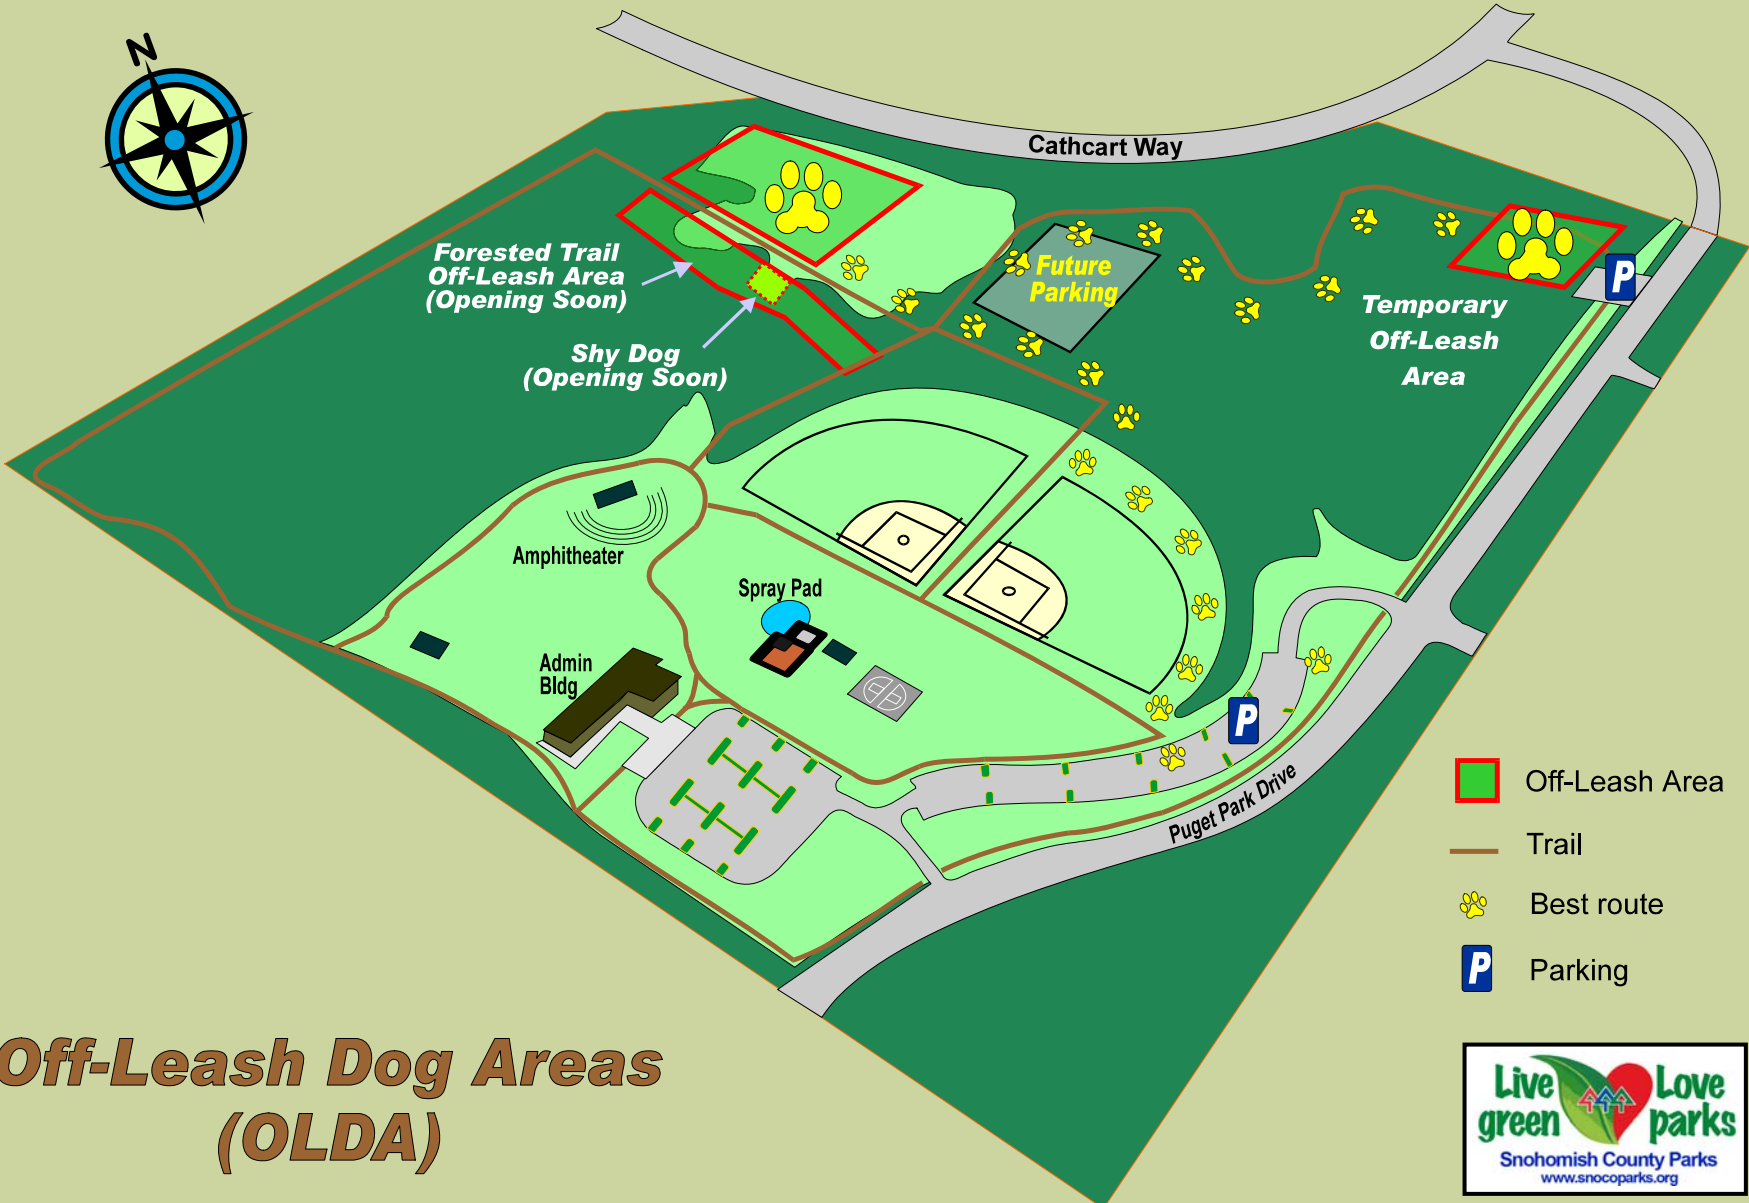 N
Cathcart Way
Forested Trail
Off-Leash Area
(Opening Soon)
Future
Parking
P
Temporary
Off-Leash
Area
Shy Dog
(Opening Soon)
Amphitheater
Spray Pad
Admin
Bldg
P
Puget Park Drive
Off-Leash Area
Trail
Best route
P
Parking
Off-Leash Dog Areas
(OLDA)
Live Love
green parks
Snohomish County Parks
www.snocoparks.org